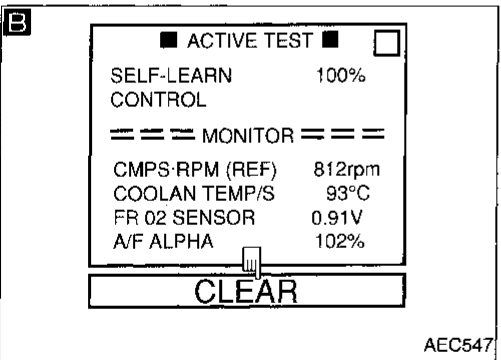 B
■ ACTIVE TEST ■
SELF-LEARN 100%
CONTROL
=== MONITOR ===
CMPS·RPM (REF) 812rpm
COOLAN TEMP/S 93°C
FR 02 SENSOR 0.91V
A/F ALPHA 102%
CLEAR
AEC547